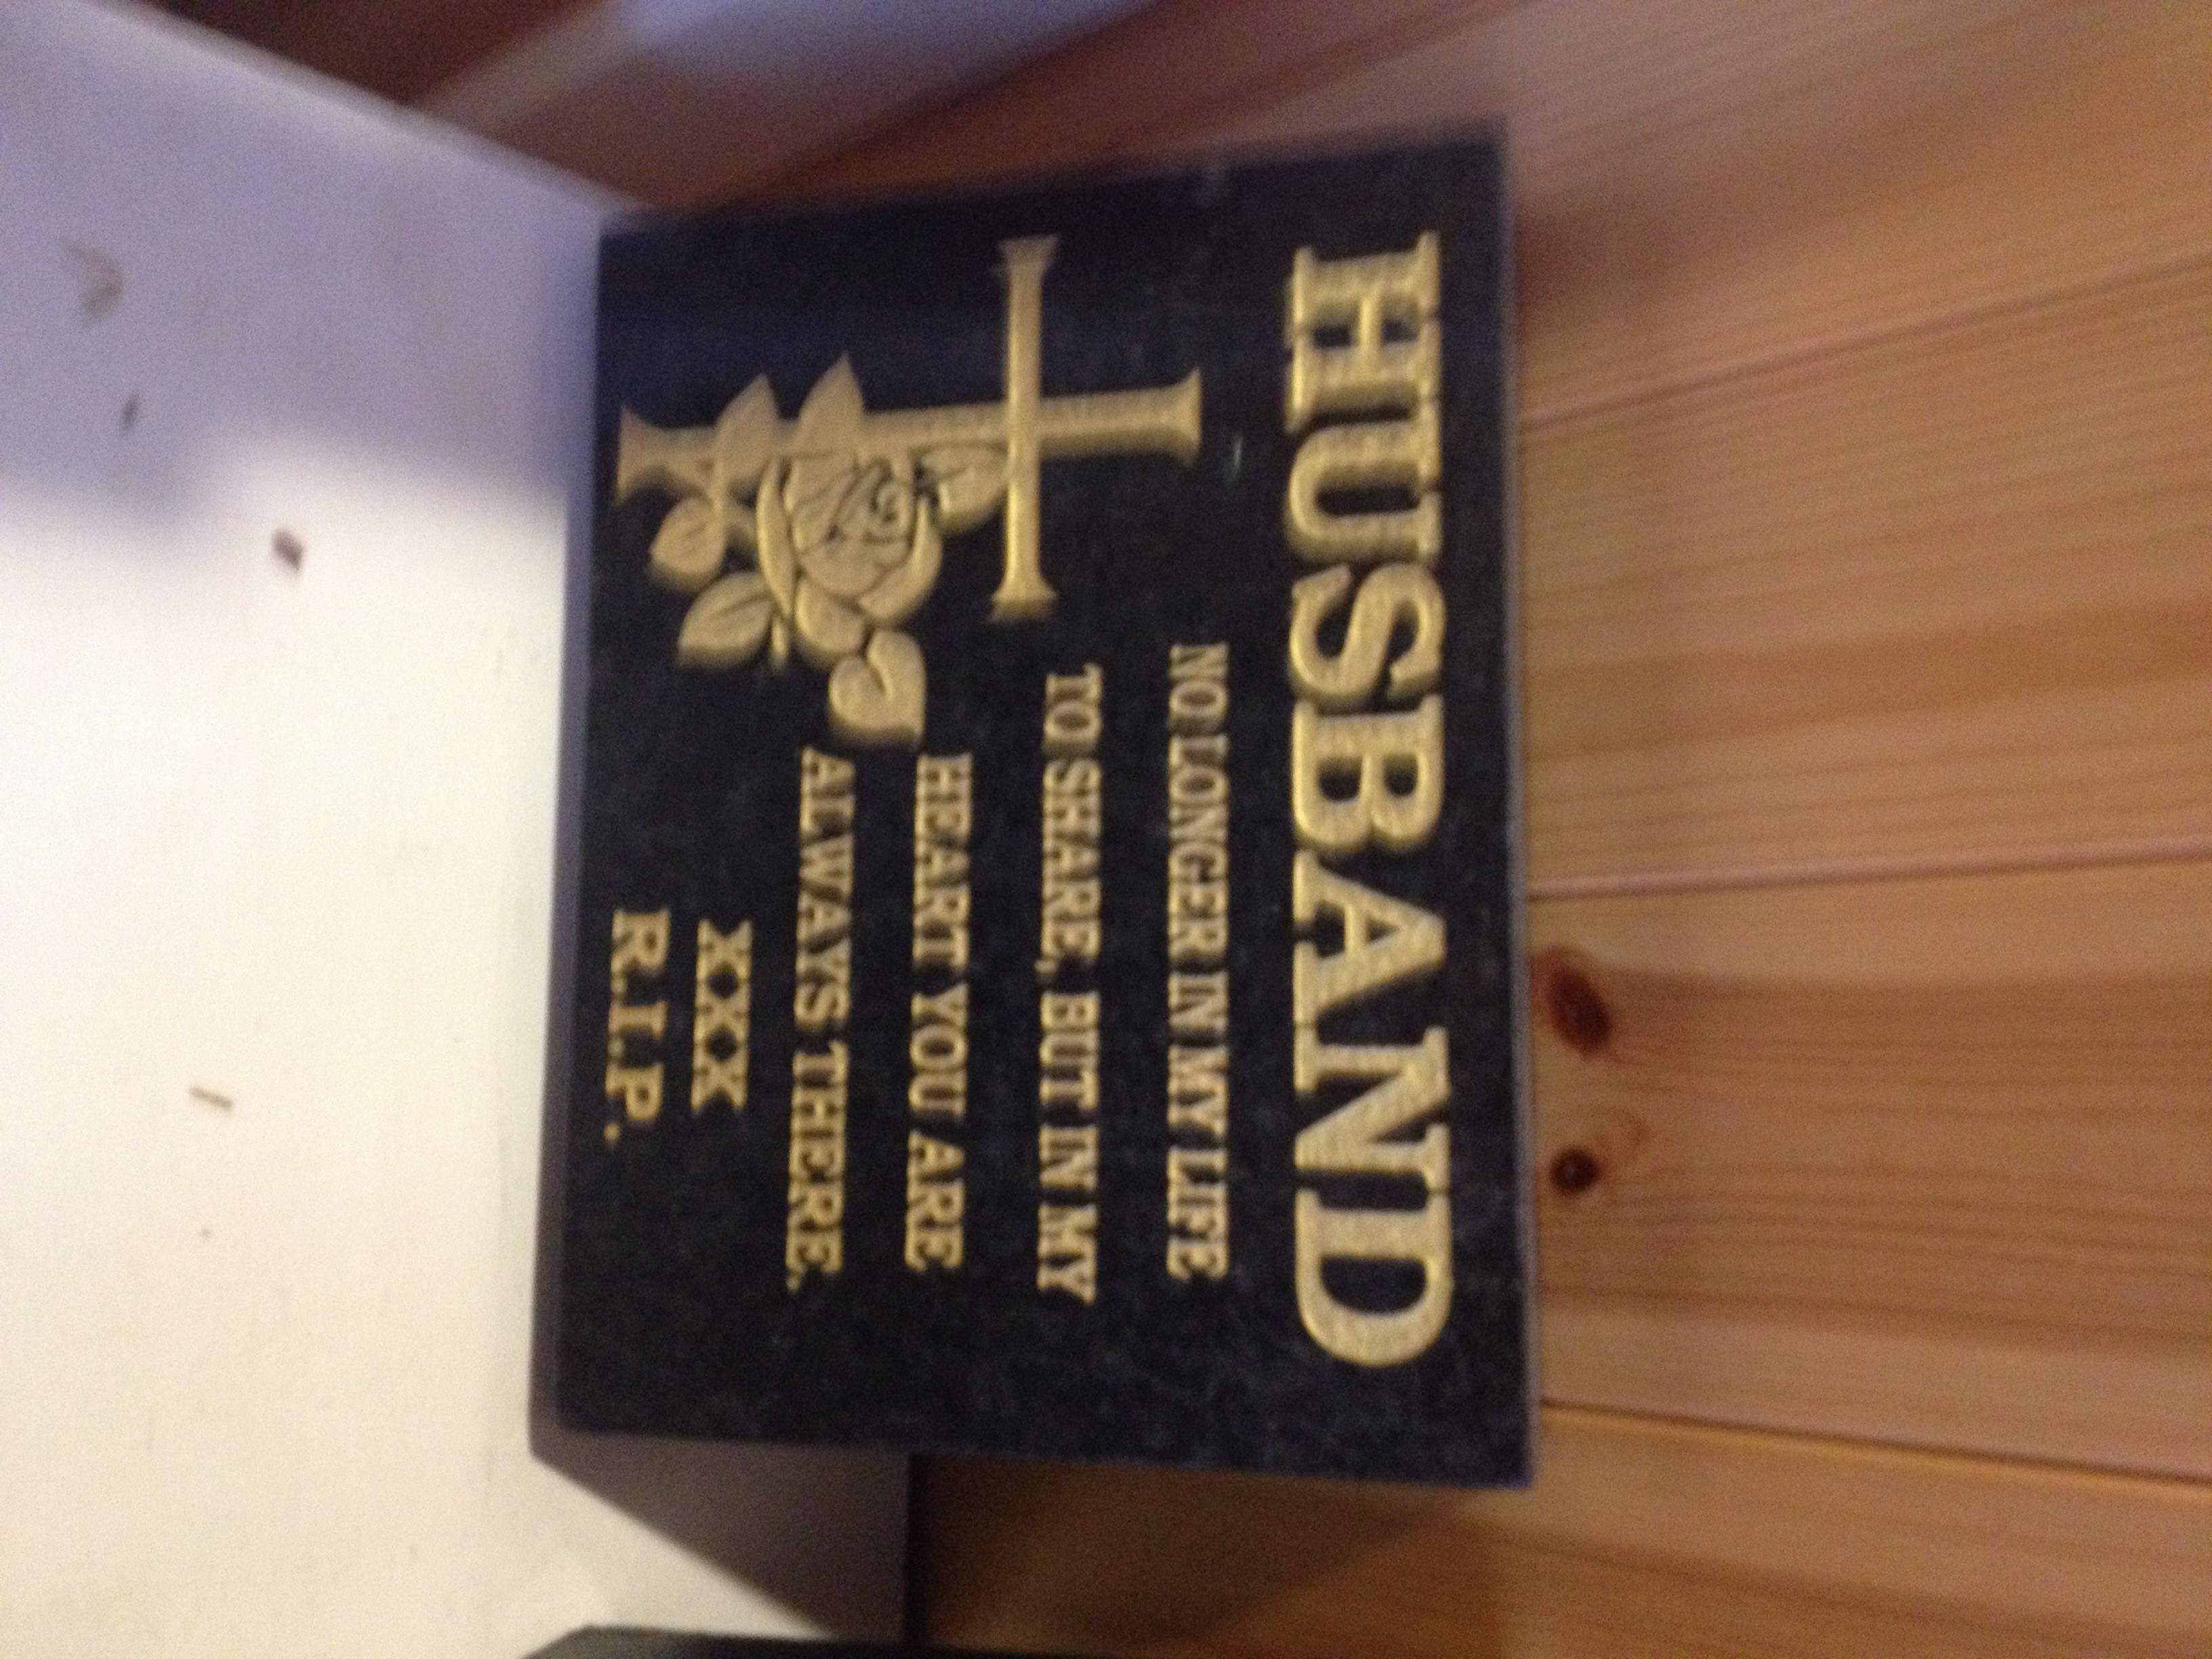 HUSBAND
NO LONGER IN MY LIFE
TO SHARE, BUT IN MY
HEART YOU ARE
ALWAYS THERE.
XXX
R.I.P.